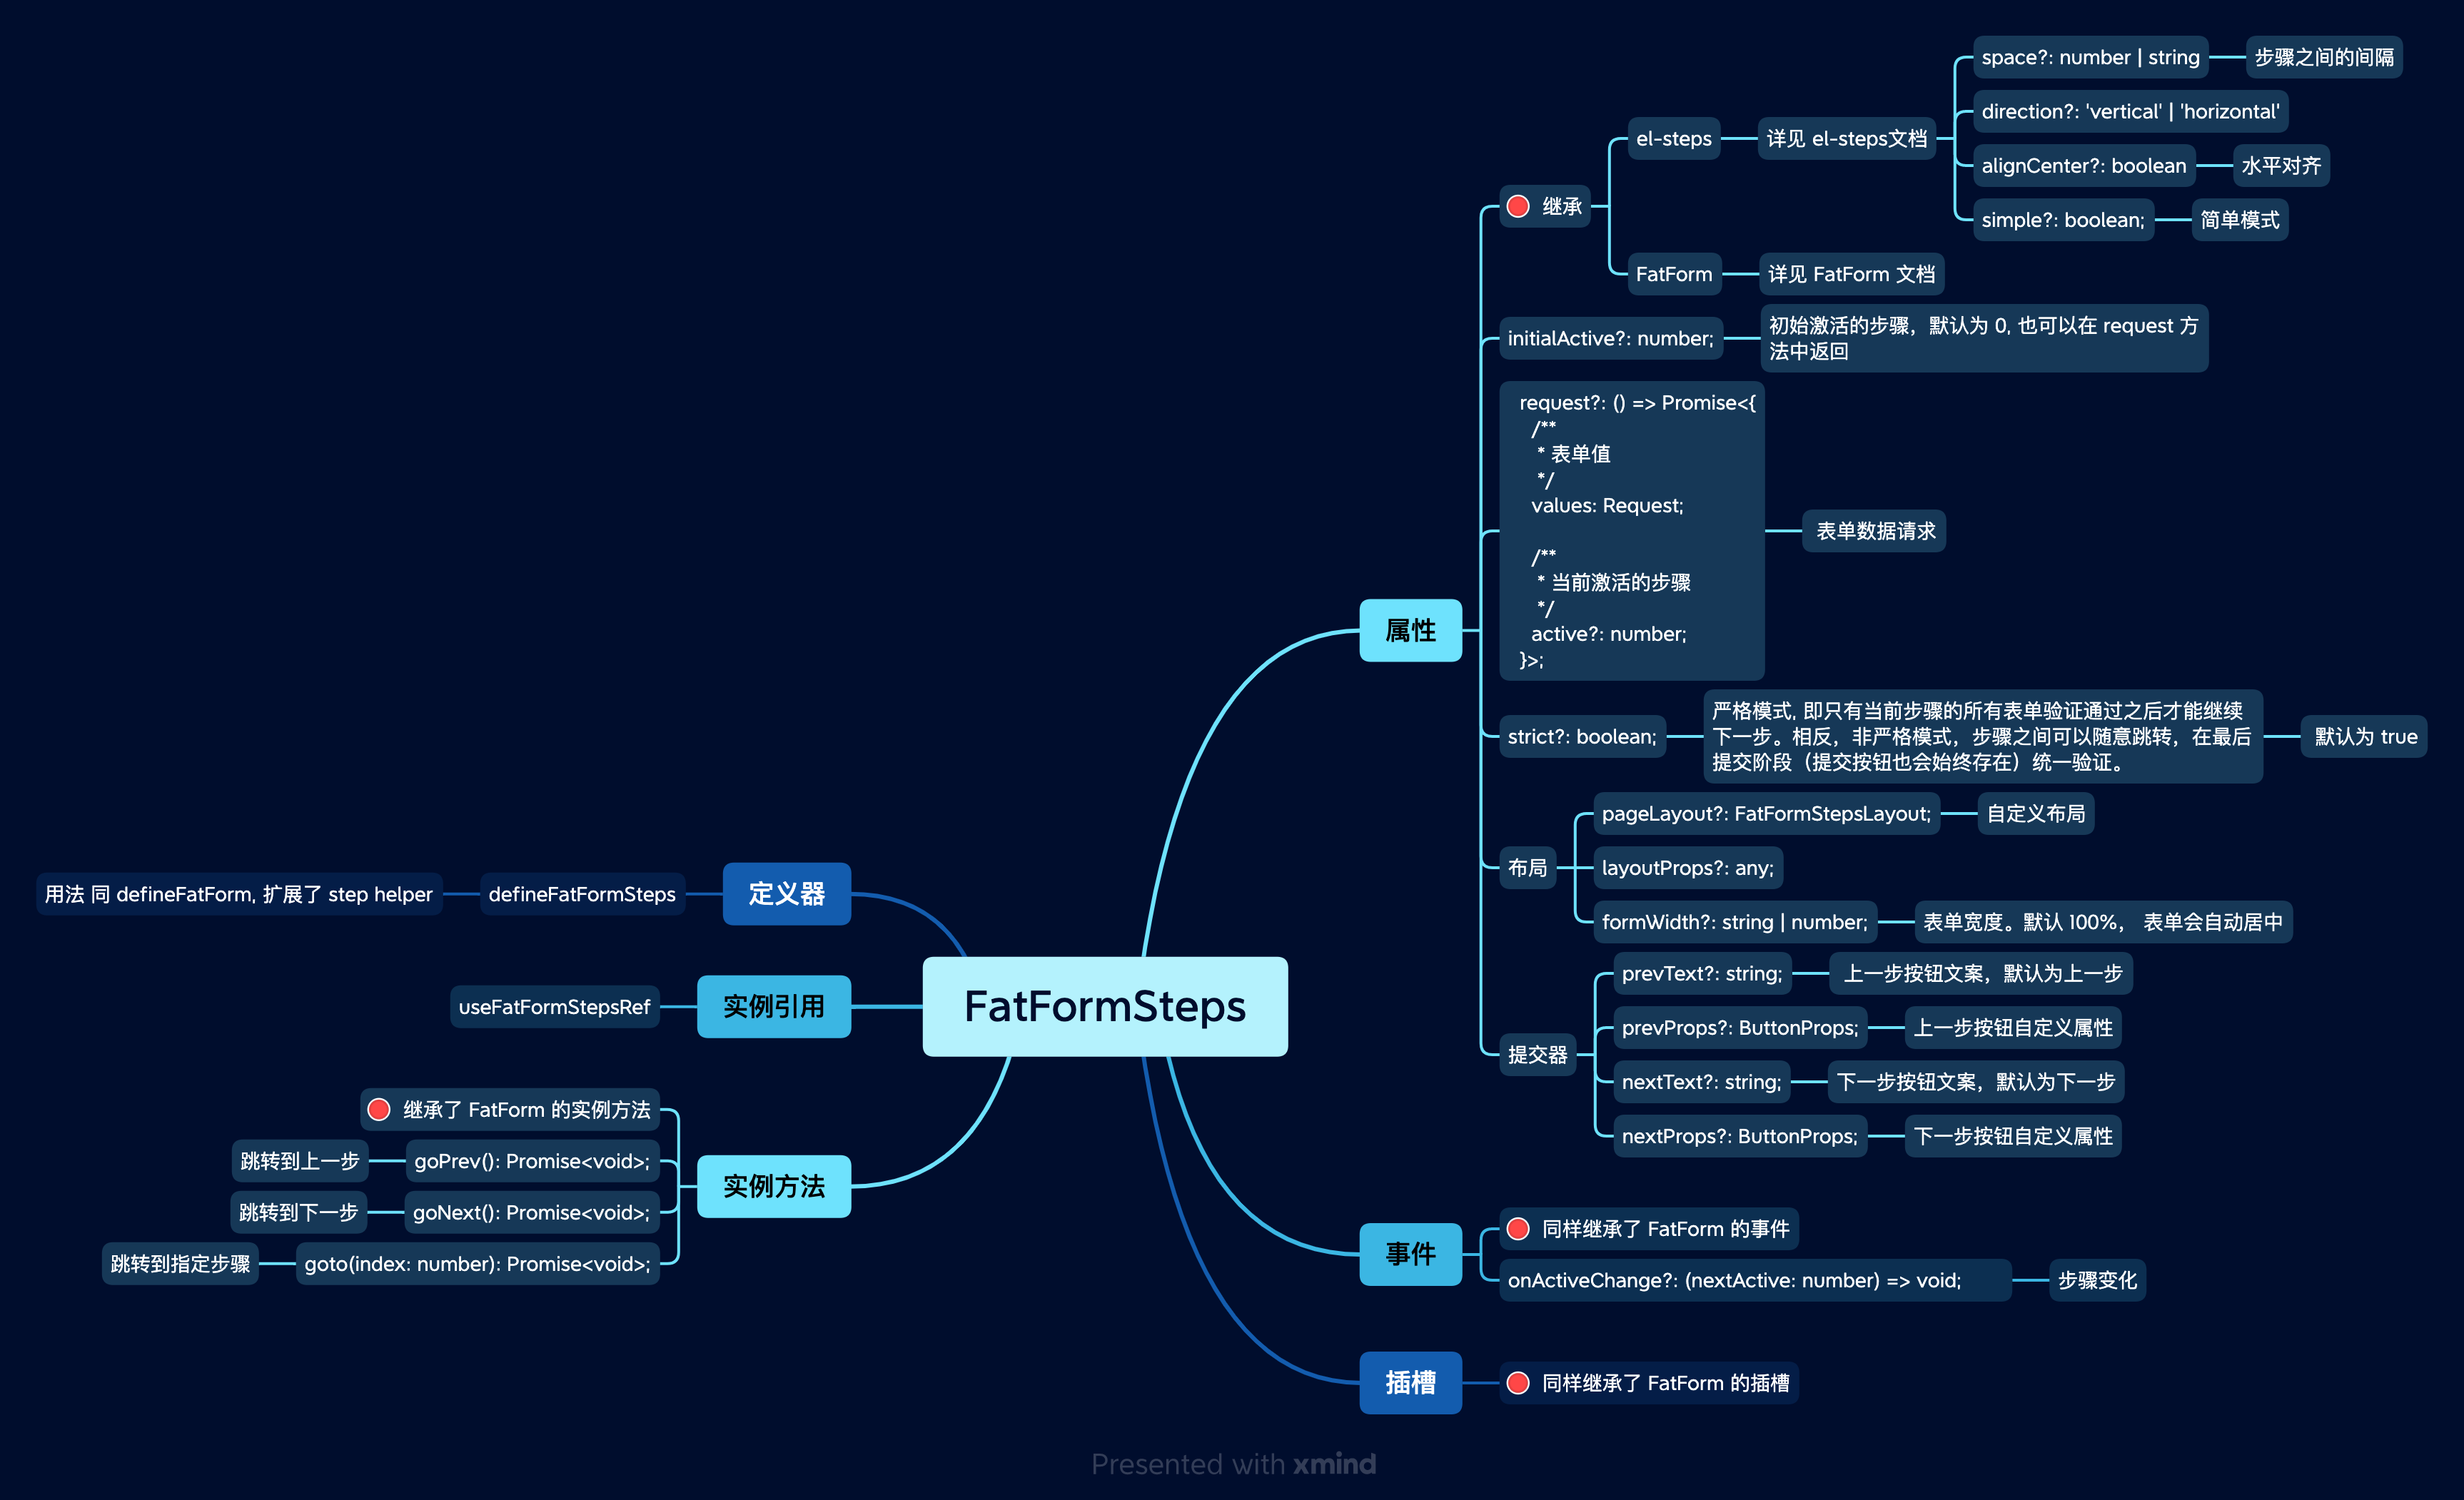 FatFormSteps
属性
继承
el-steps
详见 el-steps文档
space?: number | string
步骤之间的间隔
direction?: 'vertical' | 'horizontal'
alignCenter?: boolean
水平对齐
simple?: boolean;
简单模式
FatForm
详见 FatForm 文档
initialActive?: number;
初始激活的步骤，默认为 0, 也可以在 request 方
法中返回
request?: () => Promise<{
/**
* 表单值
*/
values: Request;
/**
* 当前激活的步骤
*/
active?: number;
}>;
表单数据请求
strict?: boolean;
严格模式, 即只有当前步骤的所有表单验证通过之后才能继续
下一步。相反，非严格模式，步骤之间可以随意跳转，在最后
提交阶段（提交按钮也会始终存在）统一验证。
默认为 true
布局
pageLayout?: FatFormStepsLayout;
自定义布局
layoutProps?: any;
formWidth?: string | number;
表单宽度。默认 100%， 表单会自动居中
提交器
prevText?: string;
上一步按钮文案，默认为上一步
prevProps?: ButtonProps;
上一步按钮自定义属性
nextText?: string;
下一步按钮文案，默认为下一步
nextProps?: ButtonProps;
下一步按钮自定义属性
事件
同样继承了 FatForm 的事件
onActiveChange?: (nextActive: number) => void;
步骤变化
插槽
同样继承了 FatForm 的插槽
定义器
defineFatFormSteps
用法 同 defineFatForm, 扩展了 step helper
实例引用
useFatFormStepsRef
实例方法
继承了 FatForm 的实例方法
goPrev(): Promise<void>;
跳转到上一步
goNext(): Promise<void>;
跳转到下一步
goto(index: number): Promise<void>;
跳转到指定步骤
Presented with xmind